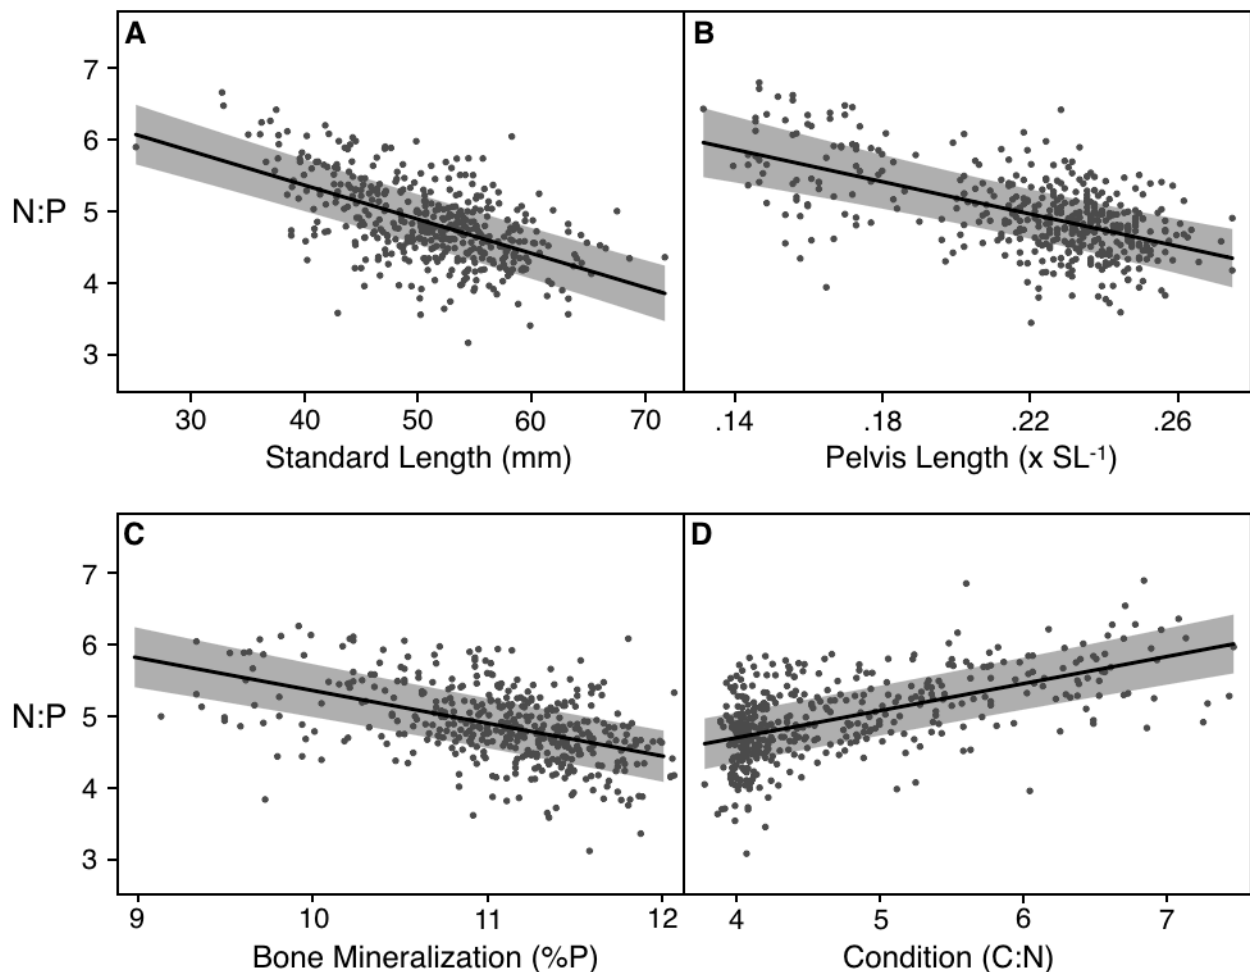 A
B
7
6
N:P
5
4
3
30 40 50 60 70
.14 .18 .22 .26
Standard Length (mm)
Pelvis Length (x SL⁻¹)
C
D
7
6
N:P
5
4
3
9 10 11 12
4 5 6 7
Bone Mineralization (%P)
Condition (C:N)